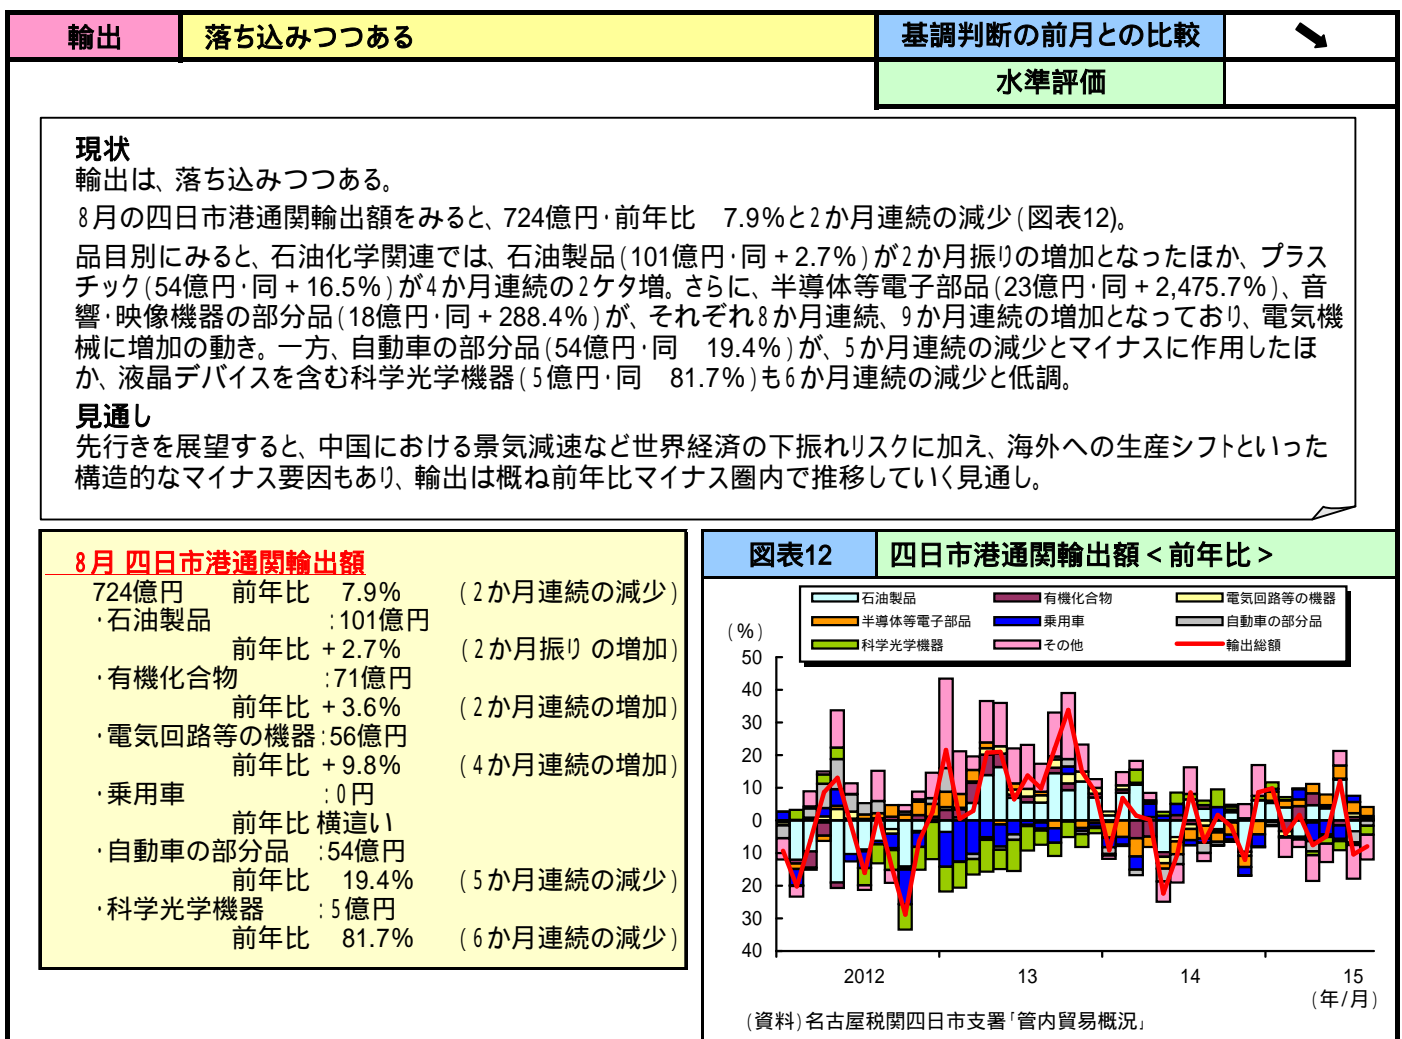 輸出 落ち込みつつある 基調判断の前月との比較
水準評価
現状
輸出は、落ち込みつつある。
8月の四日市港通関輸出額をみると、724億円・前年比　7.9%と2か月連続の減少(図表12)。
品目別にみると、石油化学関連では、石油製品(101億円・同＋2.7%)が2か月振りの増加となったほか、プラス
チック(54億円・同＋16.5%)が4か月連続の2ケタ増。さらに、半導体等電子部品(23億円・同＋2,475.7%)、音
響・映像機器の部分品(18億円・同＋288.4%)が、それぞれ8か月連続、9か月連続の増加となっており、電気機
械に増加の動き。一方、自動車の部分品(54億円・同　19.4%)が、5か月連続の減少とマイナスに作用したほ
か、液晶デバイスを含む科学光学機器(5億円・同　81.7%)も6か月連続の減少と低調。
見通し
先行きを展望すると、中国における景気減速など世界経済の下振れリスクに加え、海外への生産シフトといった
構造的なマイナス要因もあり、輸出は概ね前年比マイナス圏内で推移していく見通し。
8月 四日市港通関輸出額
724億円　前年比　7.9%　(2か月連続の減少)
・石油製品　:101億円
前年比＋2.7%　(2か月振りの増加)
・有機化合物　:71億円
前年比＋3.6%　(2か月連続の増加)
・電気回路等の機器:56億円
前年比＋9.8%　(4か月連続の増加)
・乗用車　:0円
前年比 横這い
・自動車の部分品　:54億円
前年比　19.4%　(5か月連続の減少)
・科学光学機器　:5億円
前年比　81.7%　(6か月連続の減少)
図表12 四日市港通関輸出額＜前年比＞
石油製品 有機化合物 電気回路等の機器
半導体等電子部品 乗用車 自動車の部分品
科学光学機器 その他 輸出総額
(%)
50
40
30
20
10
0
10
20
30
40
2012 13 14 15
(年/月)
(資料)名古屋税関四日市支署「管内貿易概況」